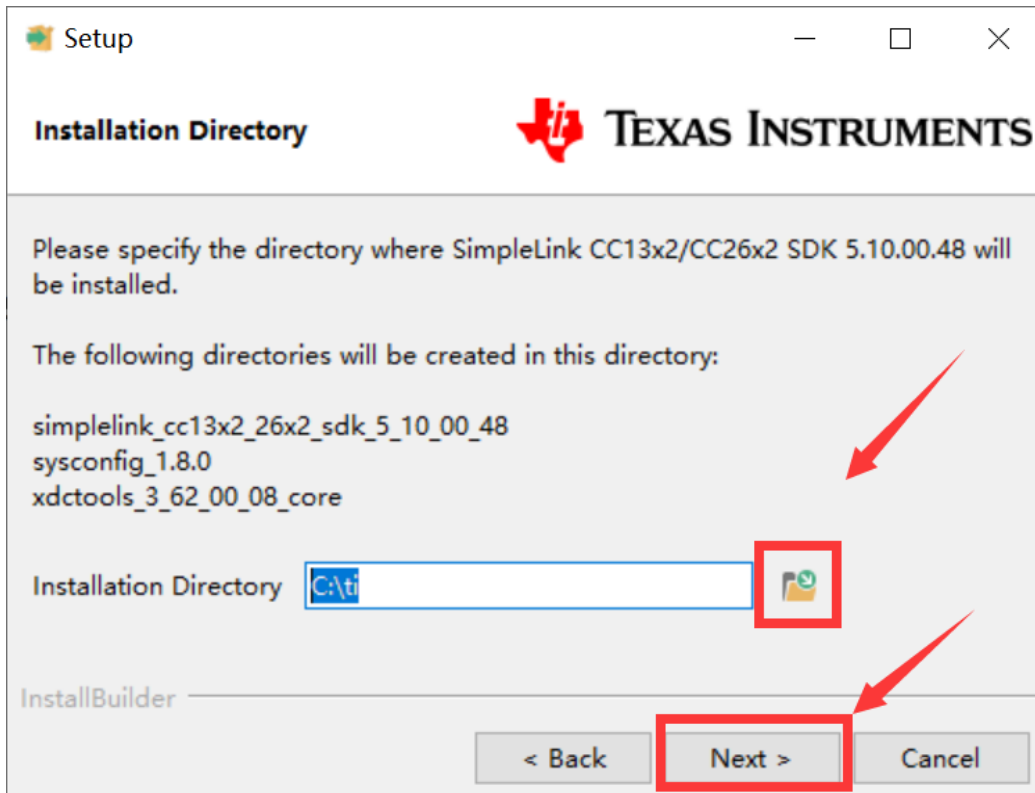 Setup
Installation Directory
TEXAS INSTRUMENTS
Please specify the directory where SimpleLink CC13x2/CC26x2 SDK 5.10.00.48 will
be installed.
The following directories will be created in this directory:
simplelink_cc13x2_26x2_sdk_5_10_00_48
sysconfig_1.8.0
xdctools_3_62_00_08_core
Installation Directory C:\ti
InstallBuilder
< Back Next > Cancel